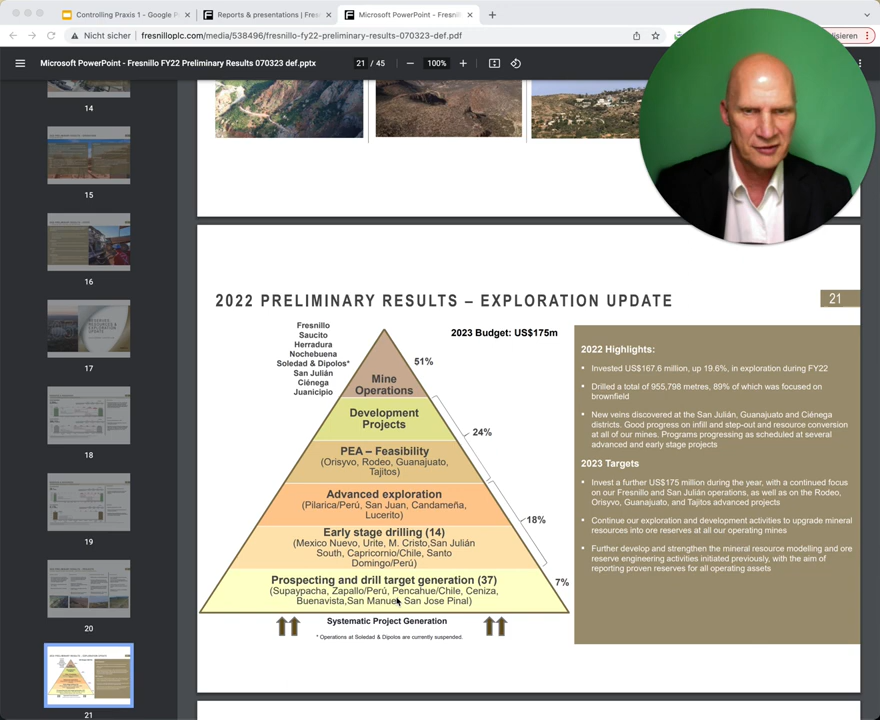 Controlling Praxis 1 - Google P
Reports & presentations | Fres
Microsoft PowerPoint - Fresnill
Nicht sicher | fresnilloplc.com/media/538496/fresnillo-fy22-preliminary-results-070323-def.pdf
Microsoft PowerPoint - Fresnillo FY22 Preliminary Results 070323 def.pptx
21 / 45
100%
14
15
16
17
18
19
20
21
2022 PRELIMINARY RESULTS – EXPLORATION UPDATE
21
Fresnillo
Saucito
Herradura
Nochebuena
Soledad & Dipolos*
San Julián
Ciénega
Juanicipio
2023 Budget: US$175m
51%
Mine
Operations
Development
Projects
24%
PEA – Feasibility
(Orisyvo, Rodeo, Guanajuato,
Tajitos)
Advanced exploration
(Pilarica/Perú, San Juan, Candameña,
Lucerito)
18%
Early stage drilling (14)
(Mexico Nuevo, Urite, M. Cristo,San Julián
South, Capricornio/Chile, Santo
Domingo/Perú)
Prospecting and drill target generation (37)
7%
(Supaypacha, Zapallo/Perú, Pencahue/Chile, Ceniza,
Buenavista,San Manuel, San Jose Pinal)
Systematic Project Generation
* Operations at Soledad & Dipolos are currently suspended.
2022 Highlights:
▪ Invested US$167.6 million, up 19.6%, in exploration during FY22
▪ Drilled a total of 955,798 metres, 89% of which was focused on
brownfield
▪ New veins discovered at the San Julián, Guanajuato and Ciénega
districts. Good progress on infill and step-out and resource conversion
at all of our mines. Programs progressing as scheduled at several
advanced and early stage projects
2023 Targets
▪ Invest a further US$175 million during the year, with a continued focus
on our Fresnillo and San Julián operations, as well as on the Rodeo,
Orisyvo, Guanajuato, and Tajitos advanced projects
▪ Continue our exploration and development activities to upgrade mineral
resources into ore reserves at all our operating mines
▪ Further develop and strengthen the mineral resource modelling and ore
reserve engineering activities initiated previously, with the aim of
reporting proven reserves for all operating assets